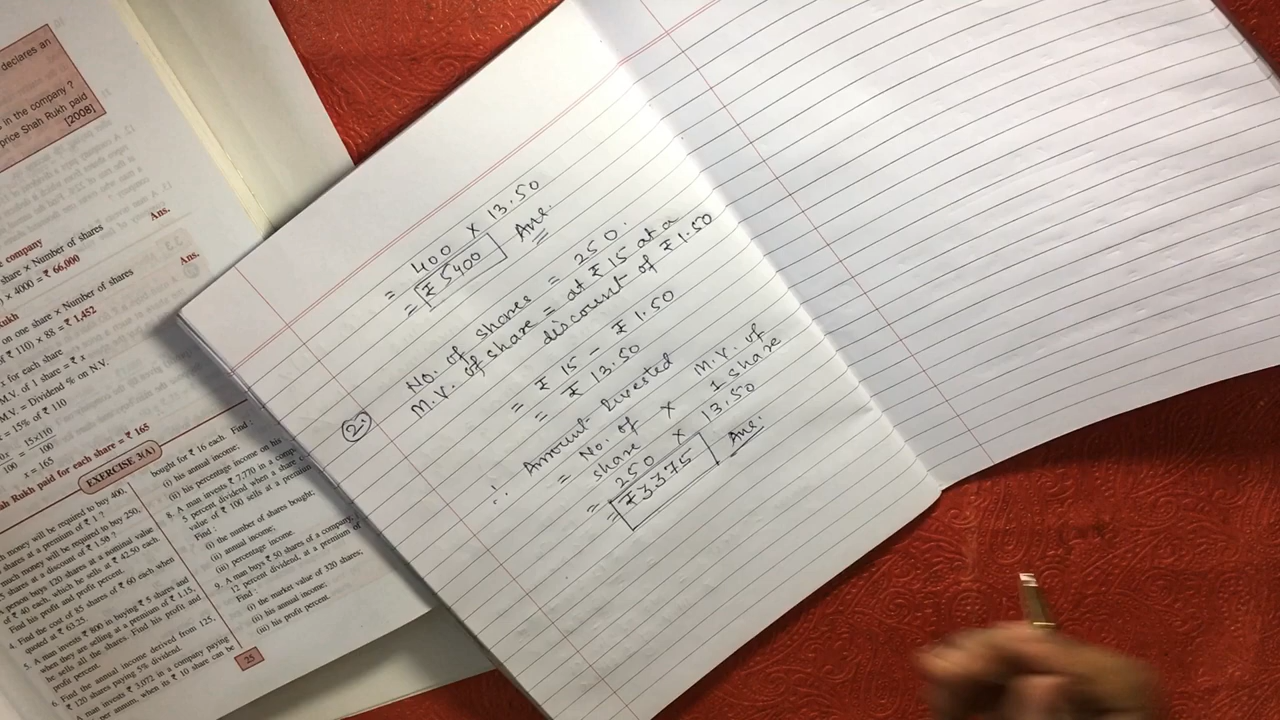 declares an
in the company ?
price Shah Rukh paid
[2008]
Ans.
company
share × Number of shares
) × 4000 = ₹ 66,000
Ans.
on one share × Number of shares
of ₹ 110) × 88 = ₹ 1,452
x for each share
M.V. of 1 share = ₹ x
M.V. = Dividend % on N.V.
= 15% of ₹ 110
15×110
100
x = 165
Rukh paid for each share = ₹ 165
EXERCISE 3(A)
money will be required to buy 400,
shares at a premium of ₹ 1 ?
much money will be required to buy 250,
shares at a discount of ₹ 1.50 ?
person buys 120 shares at a nominal value
of ₹ 40 each, which he sells at ₹ 42.50 each.
Find his profit and profit percent.
4. Find the cost of 85 shares of ₹ 60 each when
quoted at ₹ 63.25.
5. A man invests ₹ 800 in buying ₹ 5 shares and
when they are selling at a premium of ₹ 1.15,
he sells all the shares. Find his profit and
profit percent.
6. Find the annual income derived from 125,
₹ 120 shares paying 5% dividend.
A man invests ₹ 3,072 in a company paying
per annum, when its ₹ 10 share can be
bought for ₹ 16 each. Find :
(i) his annual income;
(ii) his percentage income on his
8. A man invests ₹ 7,770 in a
5 percent dividend when a share
value of ₹ 100 sells at a premium
Find :
(i) the number of shares bought;
(ii) annual income;
(iii) percentage income.
9. A man buys ₹ 50 shares of a company,
12 percent dividend, at a premium of
Find :
(i) the market value of 320 shares;
(ii) his annual income;
(iii) his profit percent.
25
= 400 × 13.50
= ₹5400 Ans.
2. No. of shares = 250.
M.V. of share = at ₹ 15 at a
discount of ₹ 1.50
= ₹ 15 - ₹ 1.50
= ₹ 13.50
∴ Amount Invested
= No. of share × M.V. of 1 share
= 250 × 13.50
= ₹3375 Ans.